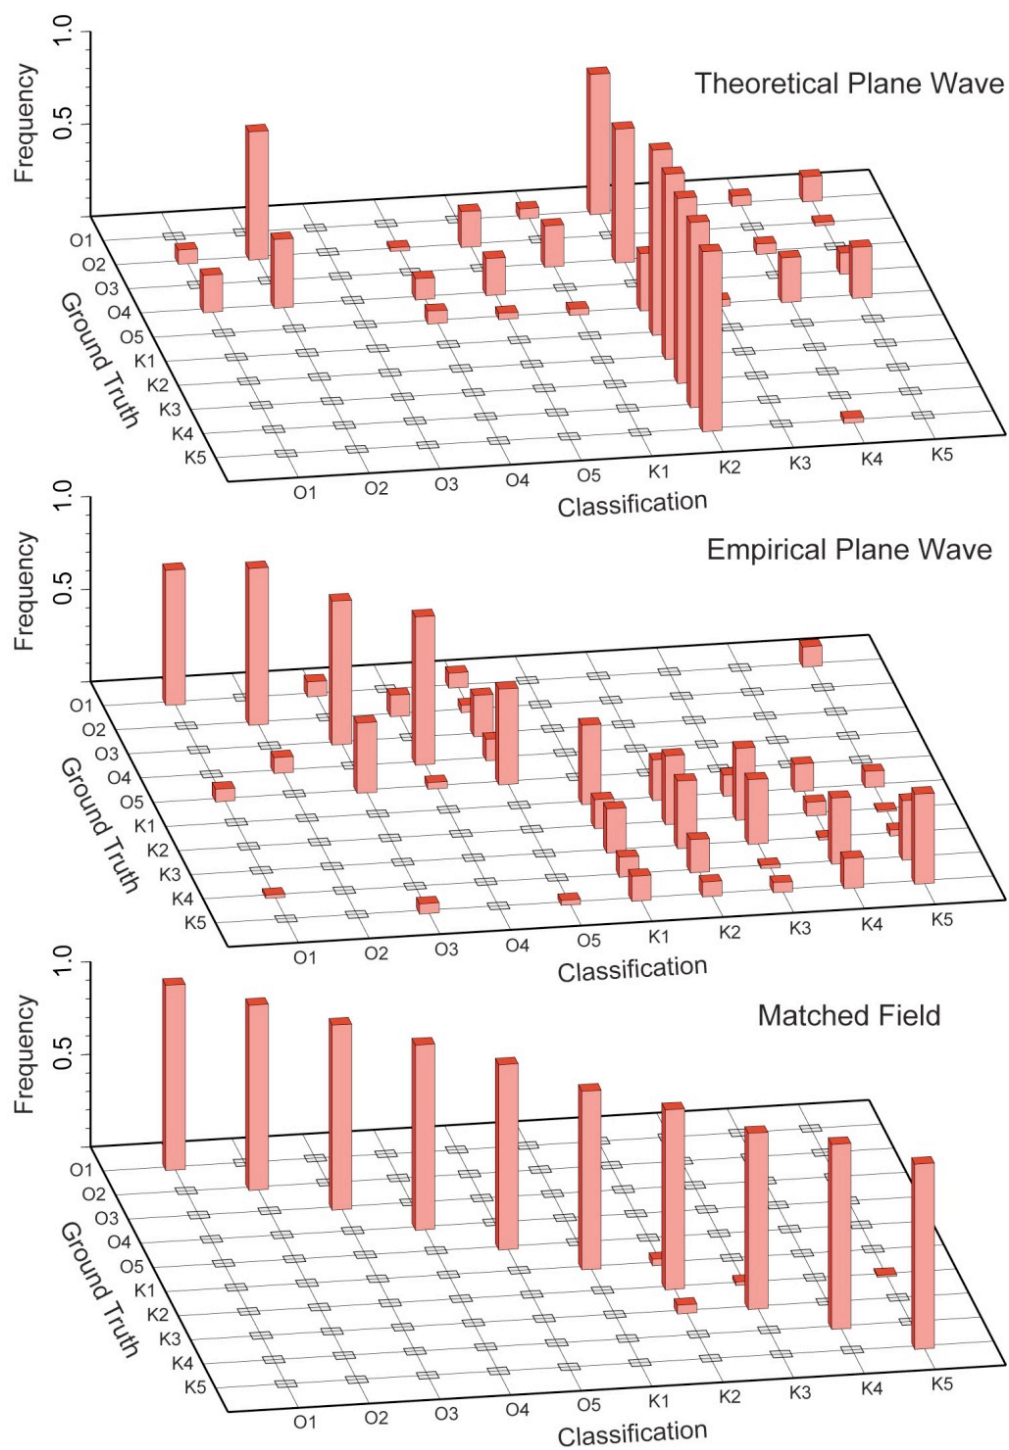 Theoretical Plane Wave
Frequency
1.0
0.5
O1
O2
O3
O4
O5
K1
K2
K3
K4
K5
Ground Truth
O1 O2 O3 O4 O5 K1 K2 K3 K4 K5
Classification
Empirical Plane Wave
Frequency
1.0
0.5
O1
O2
O3
O4
O5
K1
K2
K3
K4
K5
Ground Truth
O1 O2 O3 O4 O5 K1 K2 K3 K4 K5
Classification
Matched Field
Frequency
1.0
0.5
O1
O2
O3
O4
O5
K1
K2
K3
K4
K5
Ground Truth
O1 O2 O3 O4 O5 K1 K2 K3 K4 K5
Classification